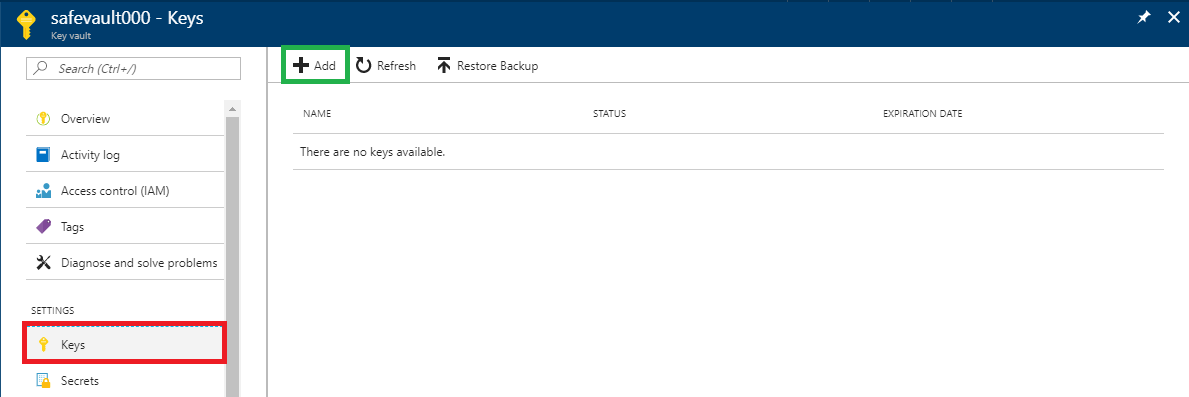 safevault000 - Keys
Key vault
Search (Ctrl+/)
Add Refresh Restore Backup
Overview
Activity log
Access control (IAM)
Tags
Diagnose and solve problems
SETTINGS
Keys
Secrets
NAME STATUS EXPIRATION DATE
There are no keys available.